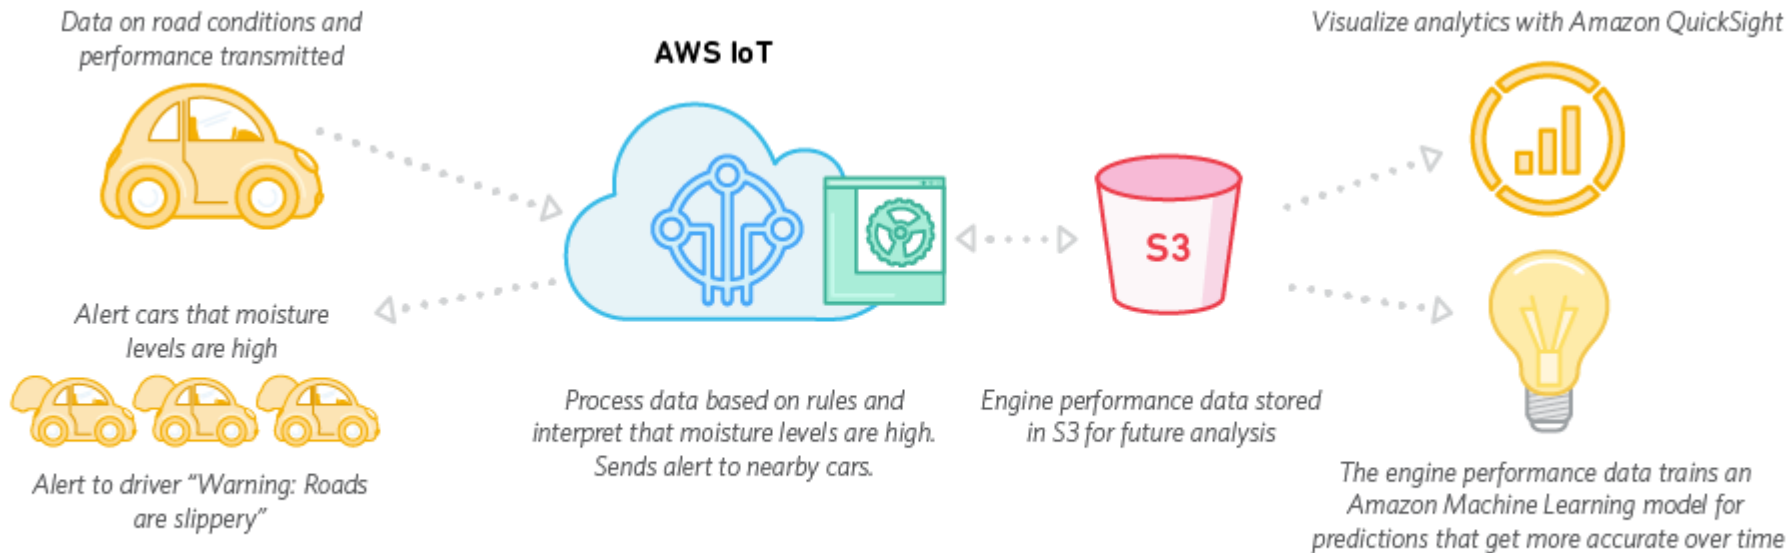 Data on road conditions and
performance transmitted
Alert cars that moisture
levels are high
Alert to driver “Warning: Roads
are slippery”
AWS IoT
Process data based on rules and
interpret that moisture levels are high.
Sends alert to nearby cars.
S3
Engine performance data stored
in S3 for future analysis
Visualize analytics with Amazon QuickSight
The engine performance data trains an
Amazon Machine Learning model for
predictions that get more accurate over time